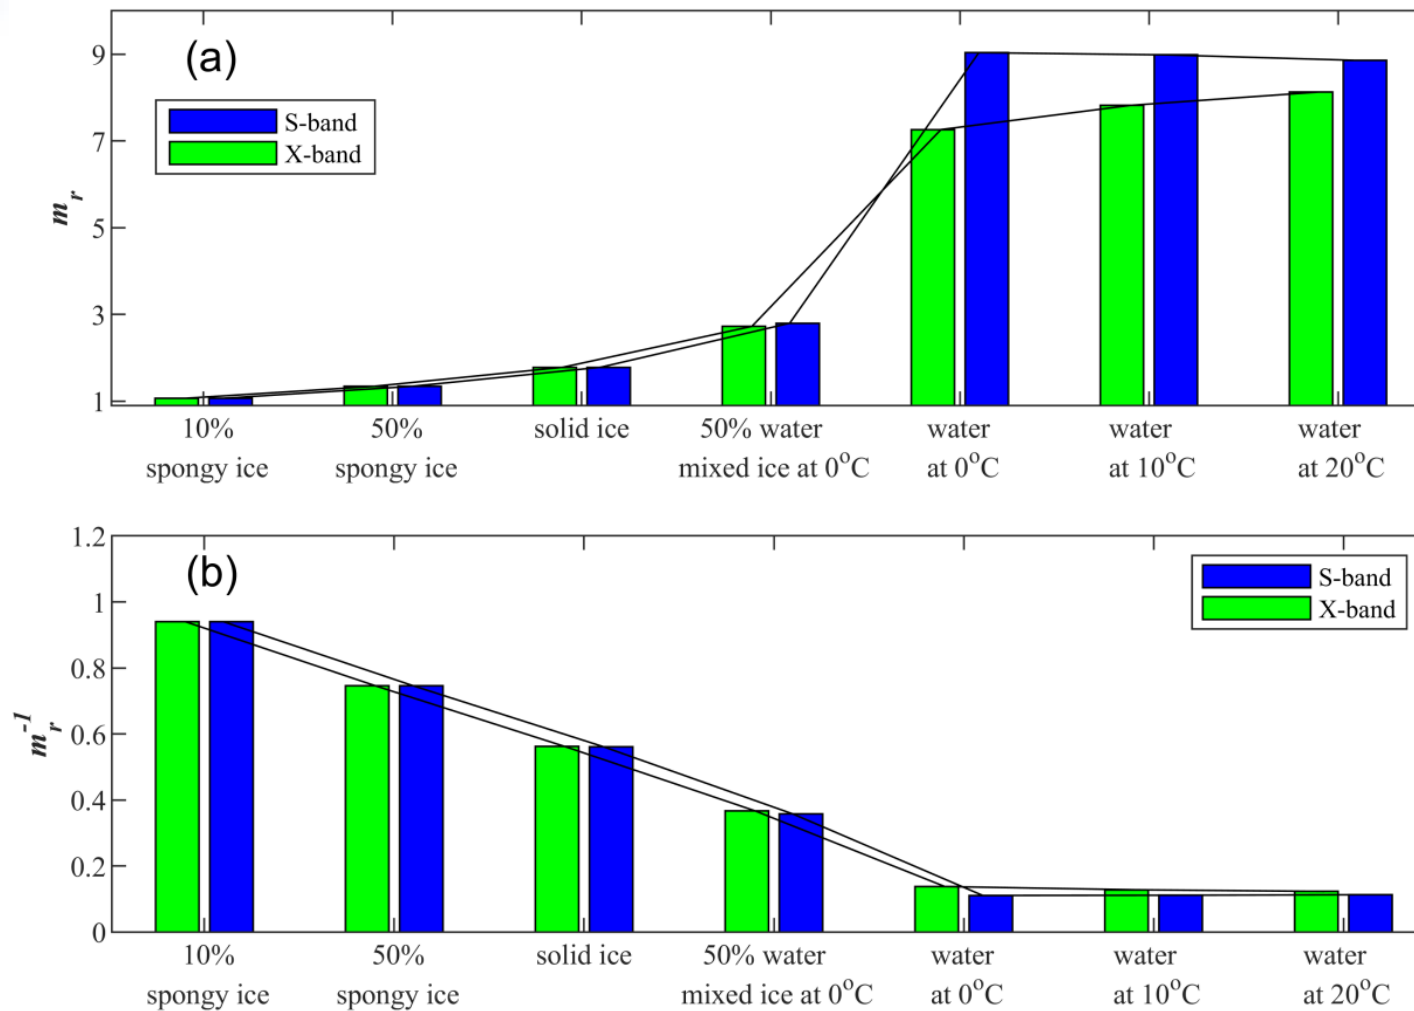 (a)
S-band
X-band
9
7
5
3
1
m_r
10%
spongy ice
50%
spongy ice
solid ice
50% water
mixed ice at 0°C
water
at 0°C
water
at 10°C
water
at 20°C
(b)
S-band
X-band
1.2
1
0.8
0.6
0.4
0.2
0
m_r^-1
10%
spongy ice
50%
spongy ice
solid ice
50% water
mixed ice at 0°C
water
at 0°C
water
at 10°C
water
at 20°C